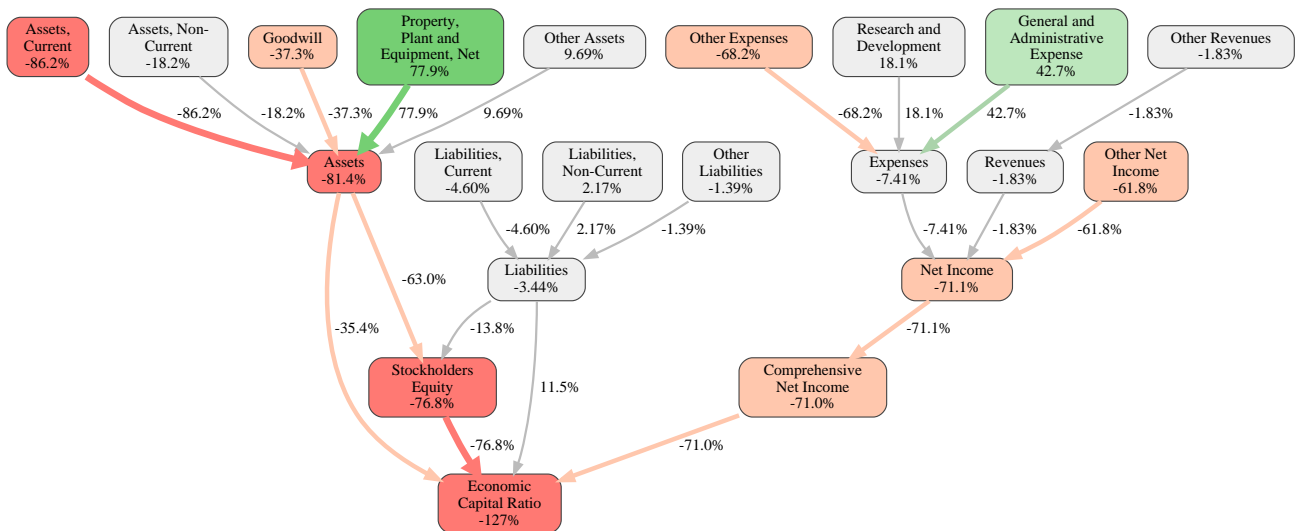 Assets,
Current
-86.2%
Assets, Non-
Current
-18.2%
Goodwill
-37.3%
Property,
Plant and
Equipment, Net
77.9%
Other Assets
9.69%
Other Expenses
-68.2%
Research and
Development
18.1%
General and
Administrative
Expense
42.7%
Other Revenues
-1.83%
-86.2%
-18.2%
-37.3%
77.9%
9.69%
-68.2%
18.1%
42.7%
-1.83%
Assets
-81.4%
Liabilities,
Current
-4.60%
Liabilities,
Non-Current
2.17%
Other
Liabilities
-1.39%
Expenses
-7.41%
Revenues
-1.83%
Other Net
Income
-61.8%
-4.60%
2.17%
-1.39%
-7.41%
-1.83%
-61.8%
Liabilities
-3.44%
Net Income
-71.1%
-63.0%
-35.4%
-13.8%
-71.1%
Stockholders
Equity
-76.8%
11.5%
Comprehensive
Net Income
-71.0%
-76.8%
-71.0%
Economic
Capital Ratio
-127%